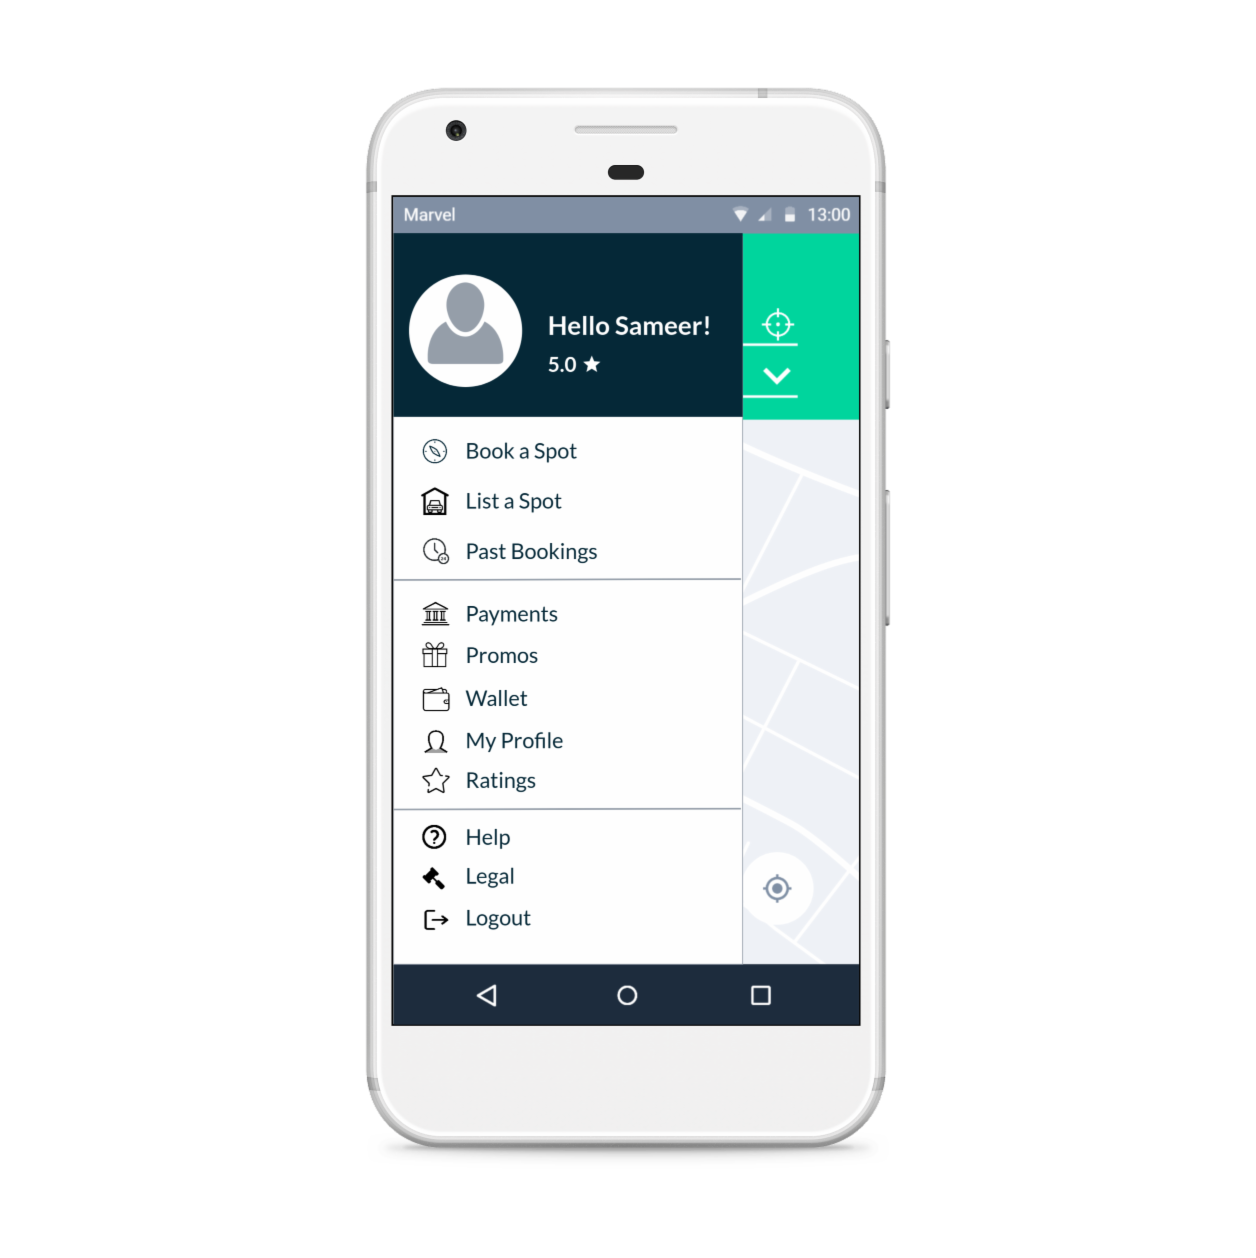 Marvel 13:00
Hello Sameer!
5.0
Book a Spot
List a Spot
Past Bookings
Payments
Promos
Wallet
My Profile
Ratings
Help
Legal
Logout